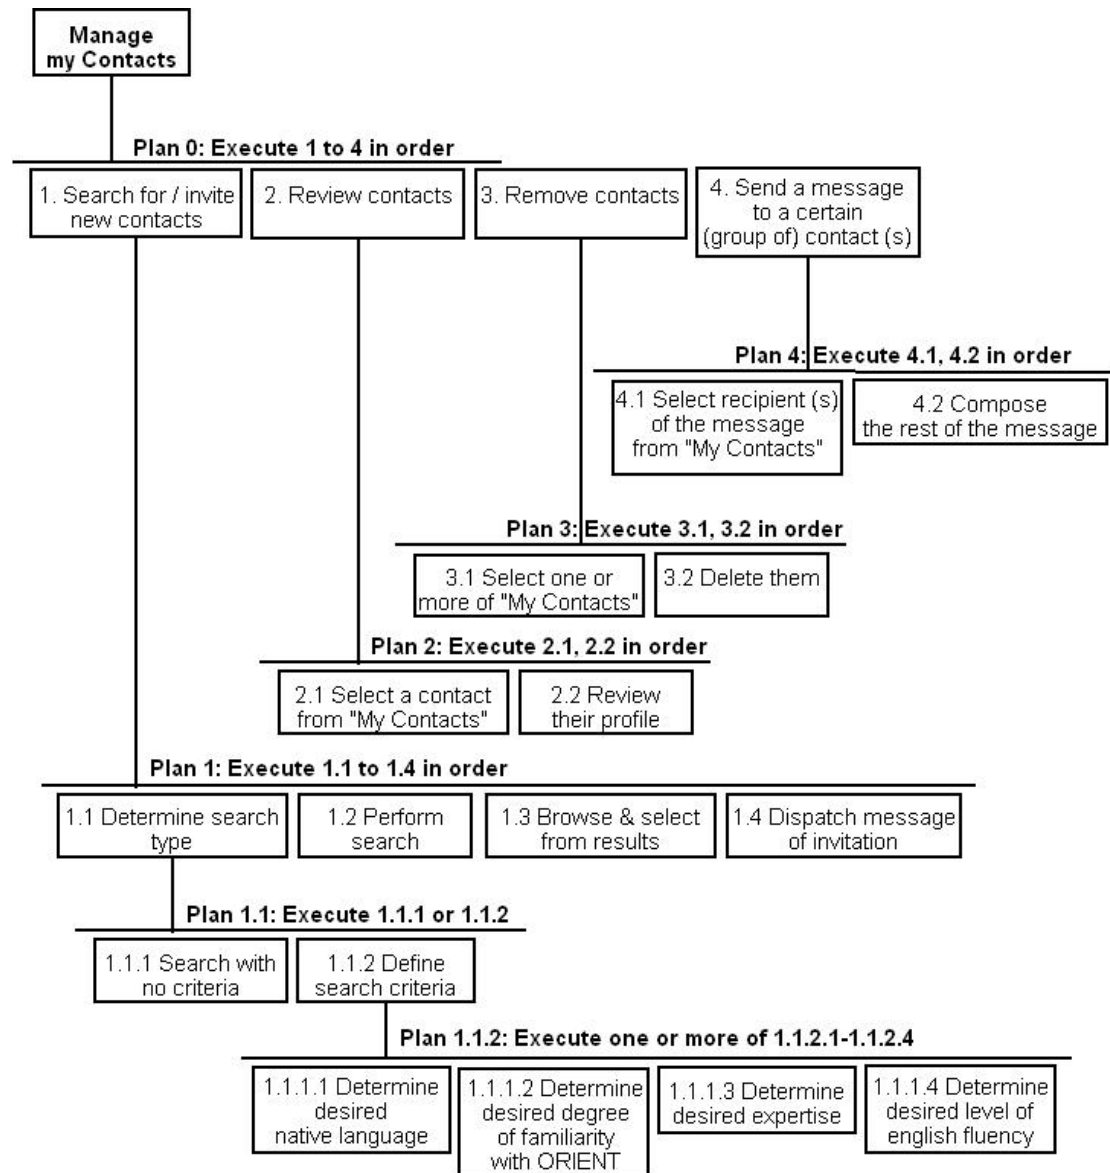 Manage
my Contacts
Plan 0: Execute 1 to 4 in order
1. Search for / invite
new contacts
2. Review contacts
3. Remove contacts
4. Send a message
to a certain
(group of) contact (s)
Plan 4: Execute 4.1, 4.2 in order
4.1 Select recipient (s)
of the message
from "My Contacts"
4.2 Compose
the rest of the message
Plan 3: Execute 3.1, 3.2 in order
3.1 Select one or
more of "My Contacts"
3.2 Delete them
Plan 2: Execute 2.1, 2.2 in order
2.1 Select a contact
from "My Contacts"
2.2 Review
their profile
Plan 1: Execute 1.1 to 1.4 in order
1.1 Determine search
type
1.2 Perform
search
1.3 Browse & select
from results
1.4 Dispatch message
of invitation
Plan 1.1: Execute 1.1.1 or 1.1.2
1.1.1 Search with
no criteria
1.1.2 Define
search criteria
Plan 1.1.2: Execute one or more of 1.1.2.1-1.1.2.4
1.1.1.1 Determine
desired
native language
1.1.1.2 Determine
desired degree
of familiarity
with ORIENT
1.1.1.3 Determine
desired expertise
1.1.1.4 Determine
desired level of
english fluency